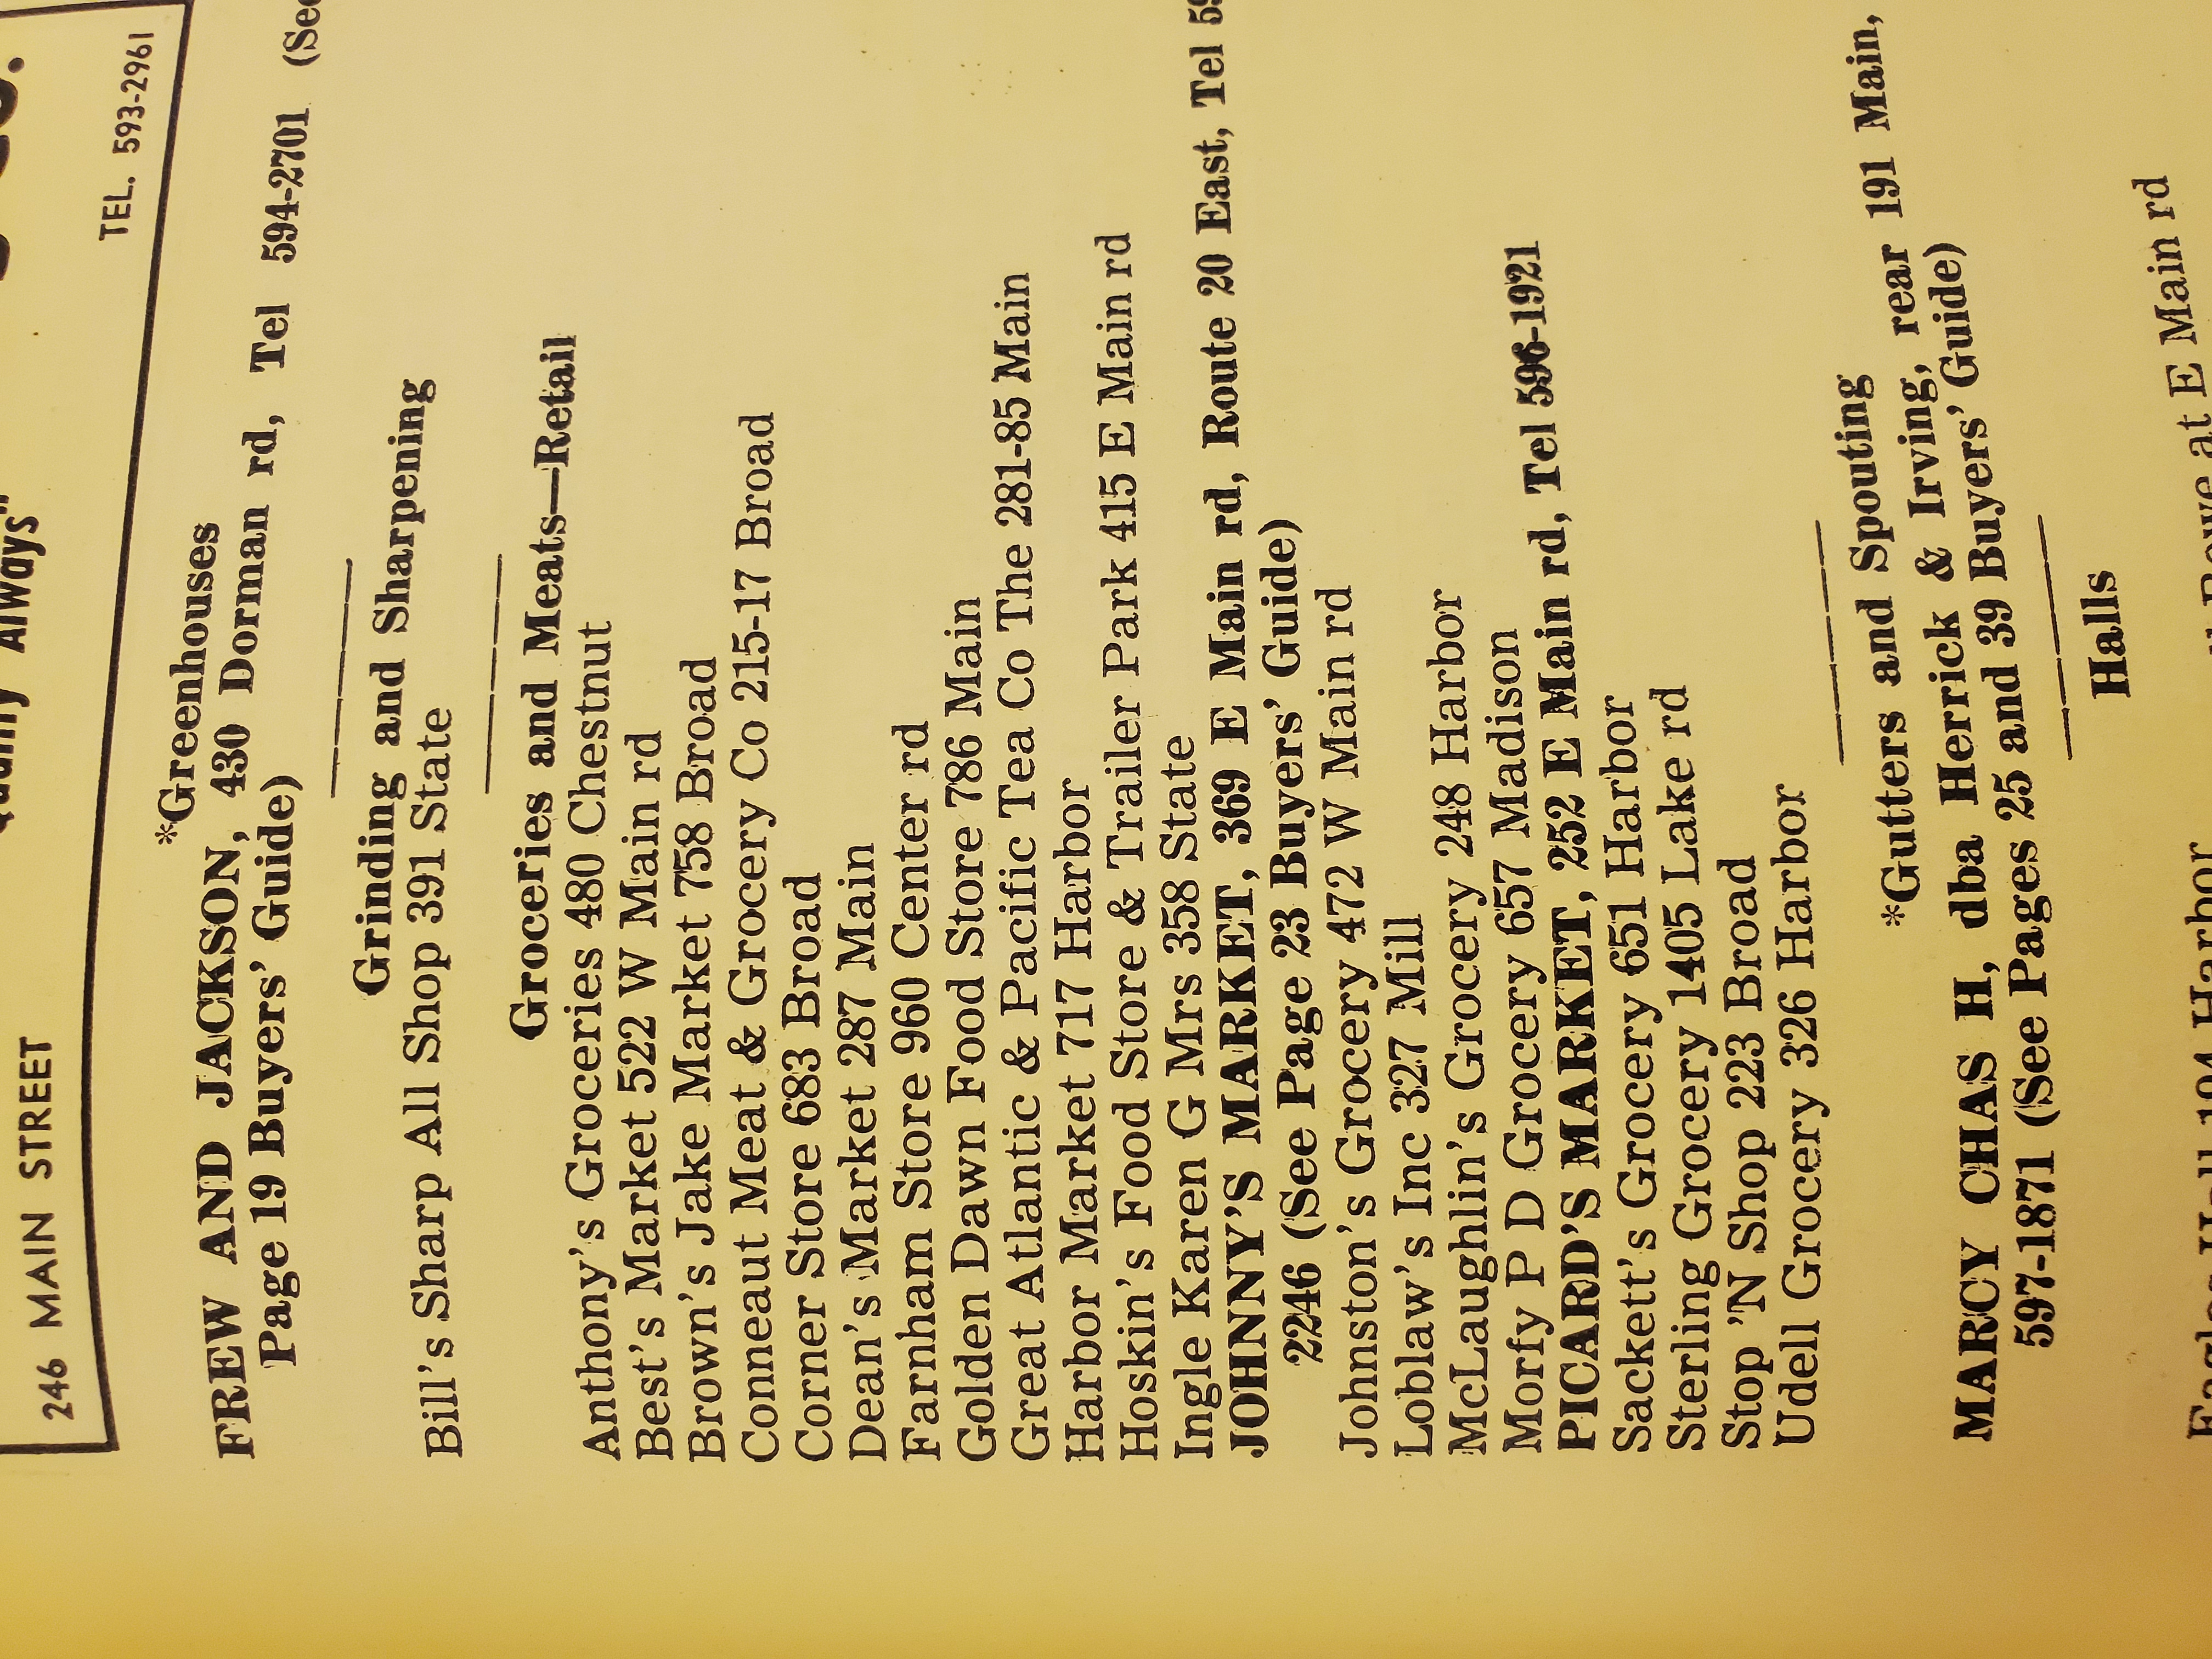 Quality Always"
246 MAIN STREET TEL. 593-2961
*Greenhouses
FREW AND JACKSON, 430 Dorman rd, Tel 594-2701 (See
Page 19 Buyers' Guide)
Grinding and Sharpening
Bill's Sharp All Shop 391 State
Groceries and Meats—Retail
Anthony's Groceries 480 Chestnut
Best's Market 522 W Main rd
Brown's Jake Market 758 Broad
Conneaut Meat & Grocery Co 215-17 Broad
Corner Store 683 Broad
Dean's Market 287 Main
Farnham Store 960 Center rd
Golden Dawn Food Store 786 Main
Great Atlantic & Pacific Tea Co The 281-85 Main
Harbor Market 717 Harbor
Hoskin's Food Store & Trailer Park 415 E Main rd
Ingle Karen G Mrs 358 State
JOHNNY'S MARKET, 369 E Main rd, Route 20 East, Tel
2246 (See Page 23 Buyers' Guide)
Johnston's Grocery 472 W Main rd
Loblaw's Inc 327 Mill
McLaughlin's Grocery 248 Harbor
Morfy P D Grocery 657 Madison
PICARD'S MARKET, 252 E Main rd, Tel 596-1921
Sackett's Grocery 651 Harbor
Sterling Grocery 1405 Lake rd
Stop 'N Shop 223 Broad
Udell Grocery 326 Harbor
*Gutters and Spouting
MARCY CHAS H, dba Herrick & Irving, rear 191 Main,
597-1871 (See Pages 25 and 39 Buyers' Guide)
Halls
at E Main rd
Eagles Hall 194 Harbor